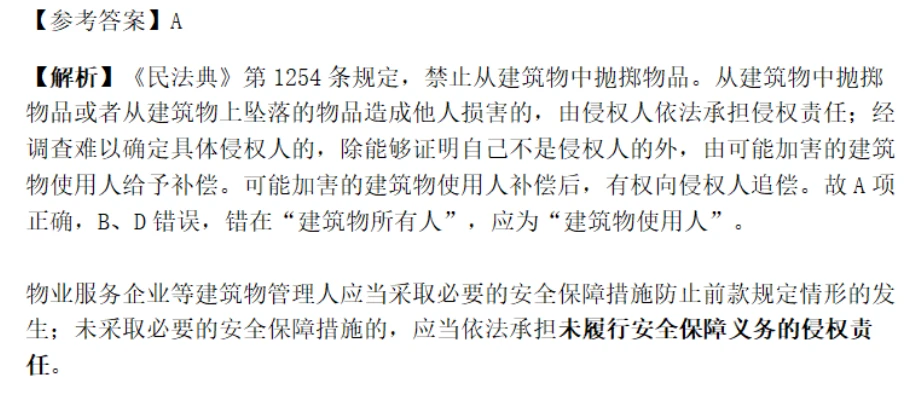 【参考答案】A
【解析】《民法典》第 1254 条规定，禁止从建筑物中抛掷物品。从建筑物中抛掷
物品或者从建筑物上坠落的物品造成他人损害的，由侵权人依法承担侵权责任；经
调查难以确定具体侵权人的，除能够证明自己不是侵权人的外，由可能加害的建筑
物使用人给予补偿。可能加害的建筑物使用人补偿后，有权向侵权人追偿。故 A 项
正确，B、D 错误，错在“建筑物所有人”，应为“建筑物使用人”。
物业服务企业等建筑物管理人应当采取必要的安全保障措施防止前款规定情形的发
生；未采取必要的安全保障措施的，应当依法承担未履行安全保障义务的侵权责
任。